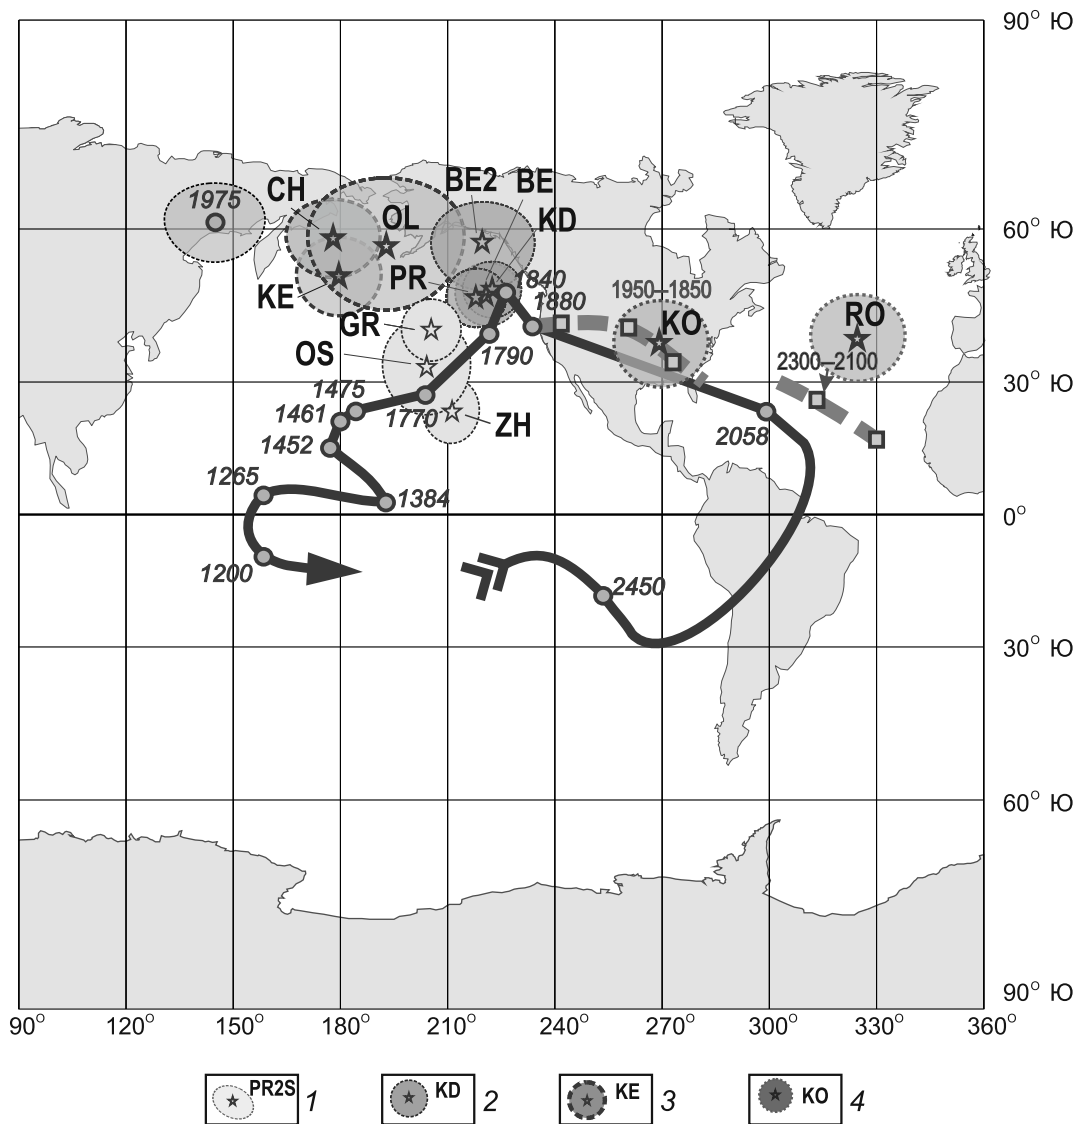 90° Ю
CH
1975
OL
BE2
BE
KD
60° Ю
KE
PR
GR
OS
1840
1880
1950–1850
KO
RO
2300–2100
1790
30° Ю
1475
1461
1452
1770
ZH
2058
1265
1384
0°
1200
2450
30° Ю
60° Ю
90° Ю
90° 120° 150° 180° 210° 240° 270° 300° 330° 360°
PR2S 1 KD 2 KE 3 KO 4